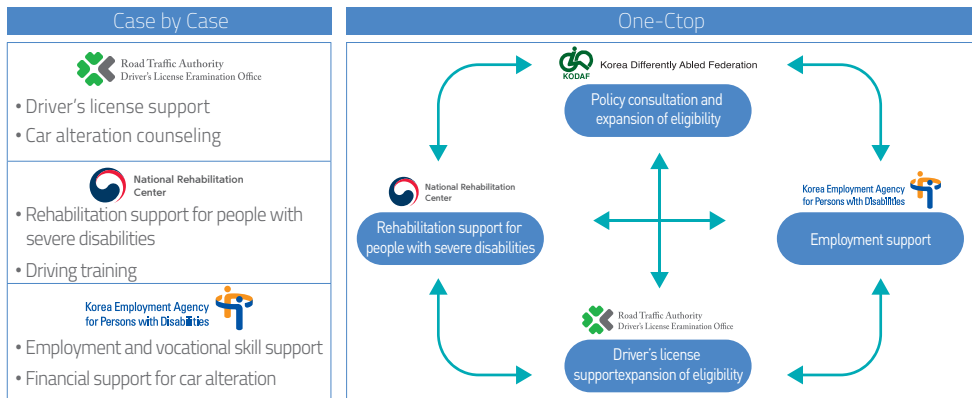 Case by Case
Road Traffic Authority
Driver's License Examination Office
• Driver's license support
• Car alteration counseling
National Rehabilitation
Center
• Rehabilitation support for people with
severe disabilities
• Driving training
Korea Employment Agency
for Persons with Disabilities
• Employment and vocational skill support
• Financial support for car alteration
One-Ctop
KODAF
Korea Differently Abled Federation
Policy consultation and
expansion of eligibility
National Rehabilitation
Center
Rehabilitation support for
people with severe disabilities
Korea Employment Agency
for Persons with Disabilities
Employment support
Road Traffic Authority
Driver's License Examination Office
Driver's license
supportexpansion of eligibility